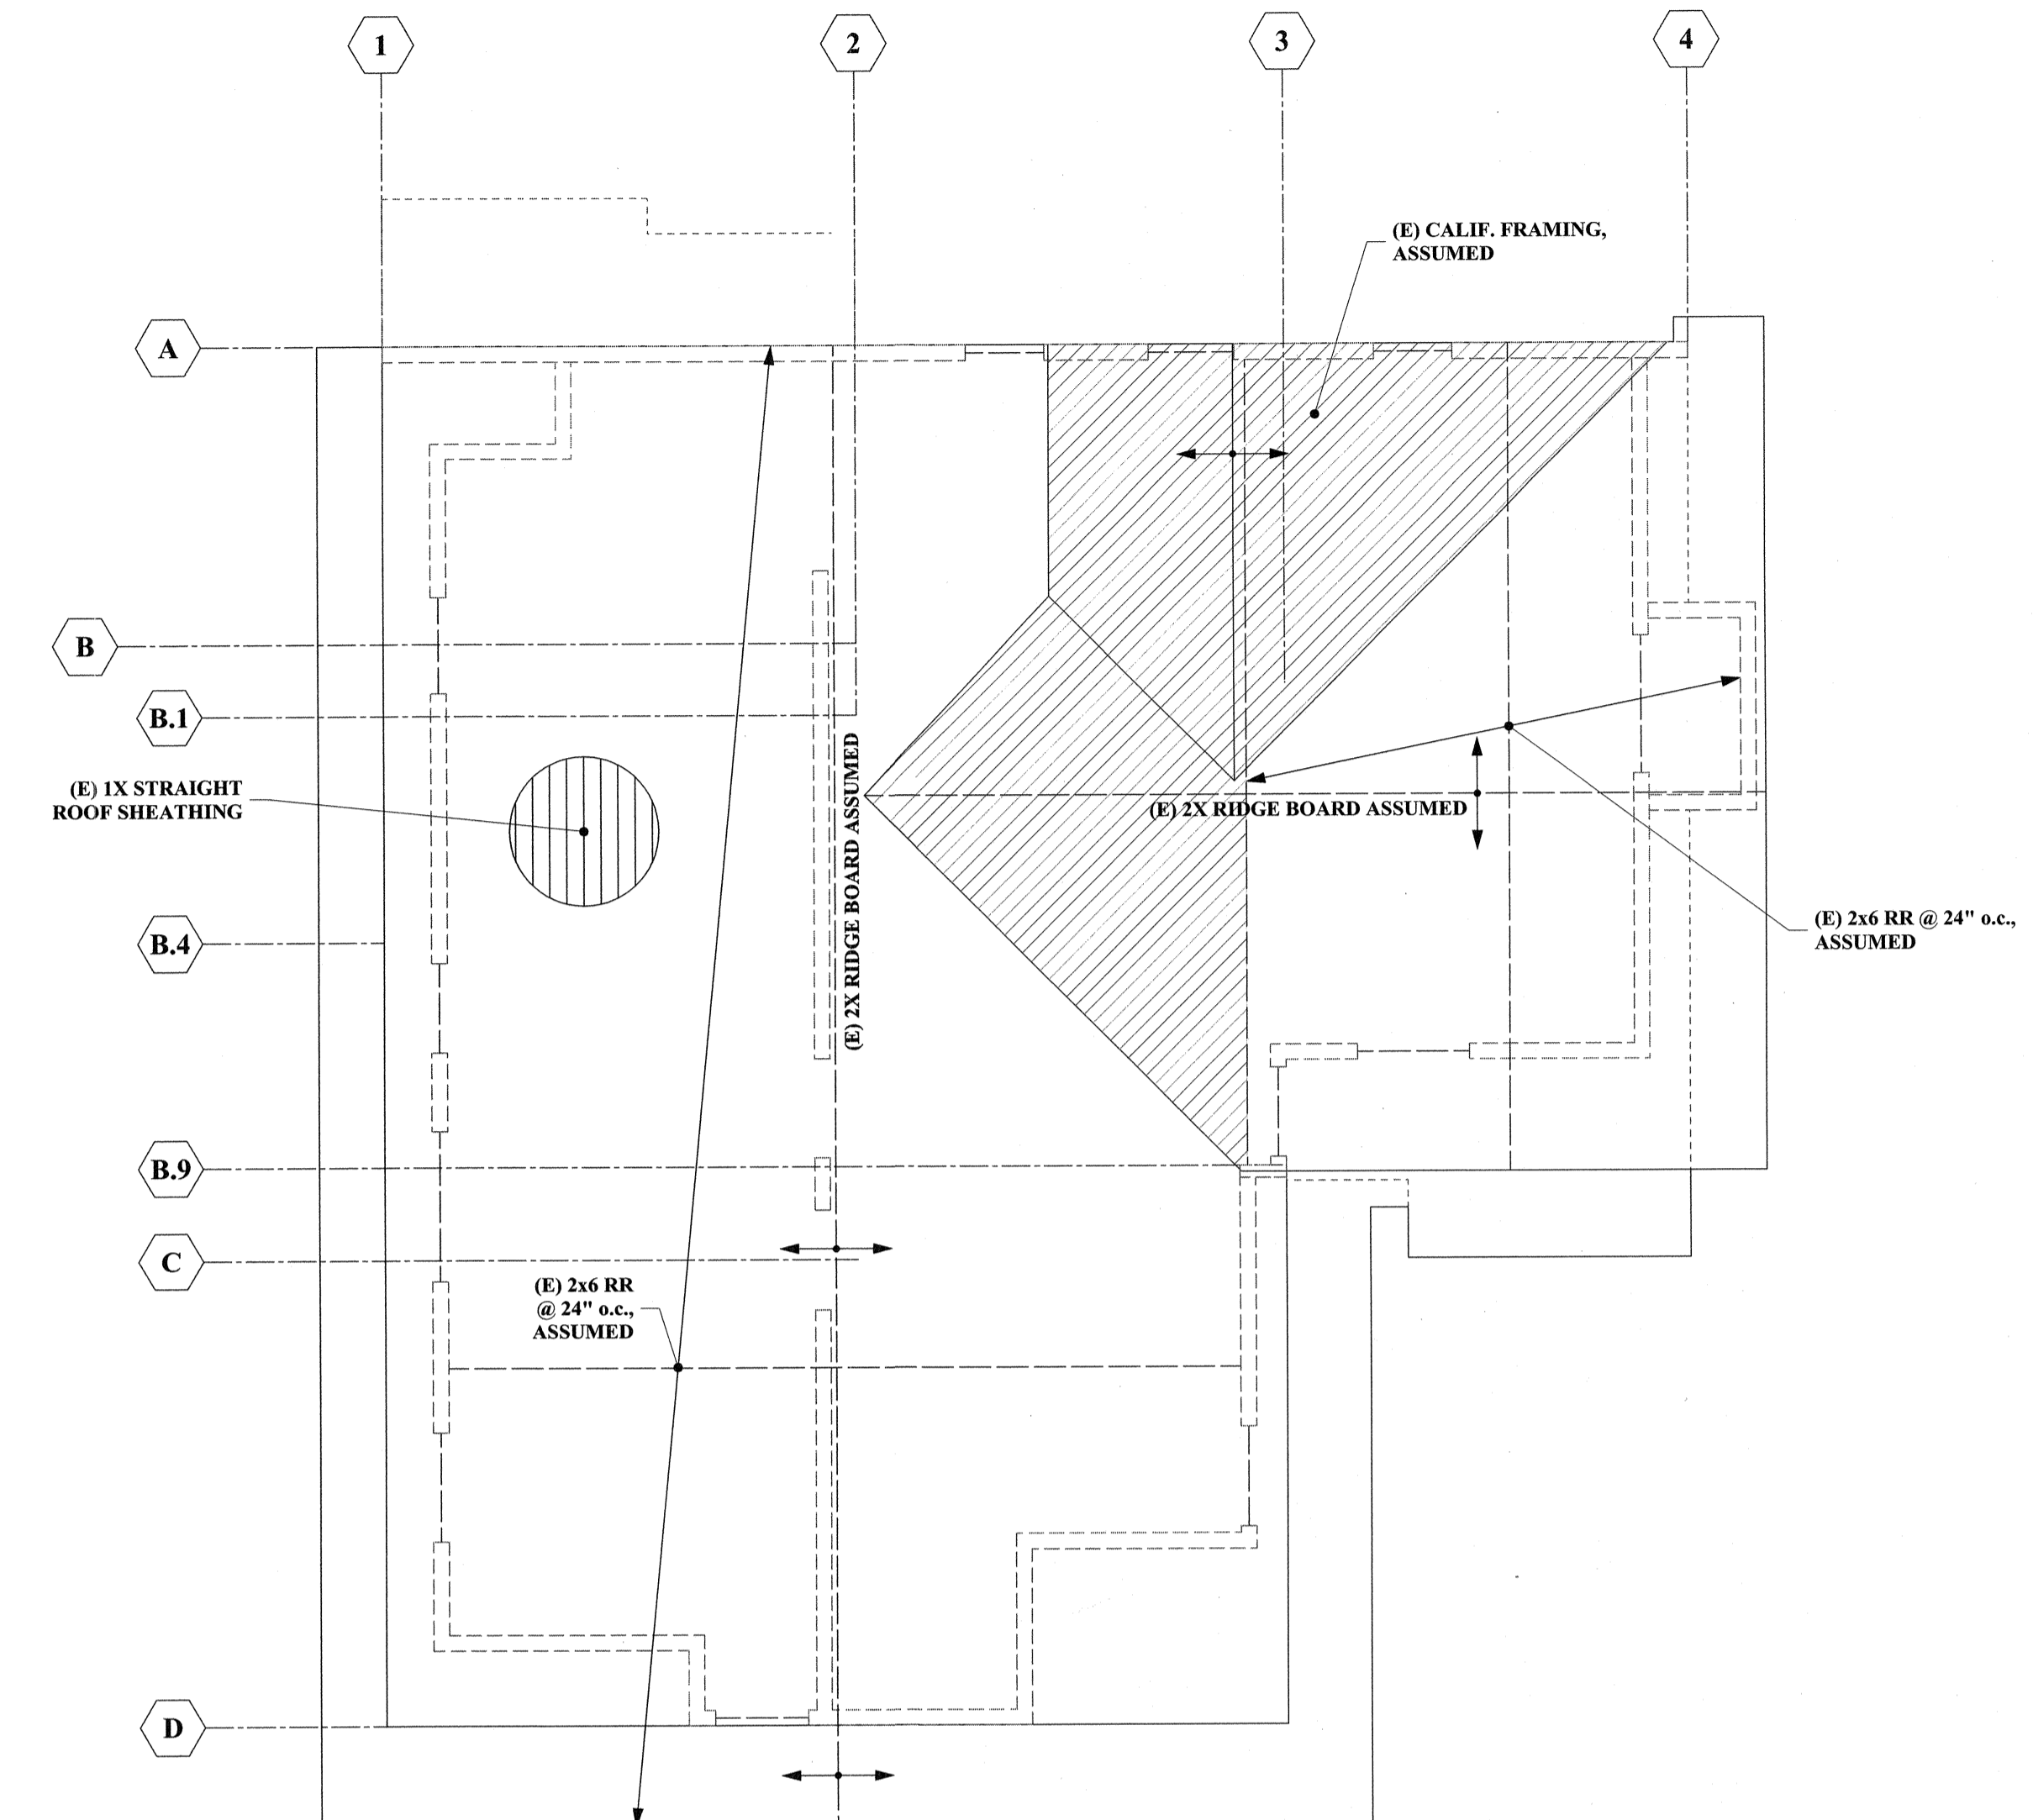 1
2
3
4
(E) CALIF. FRAMING,
ASSUMED
A
B
B.1
(E) 2X RIDGE BOARD ASSUMED
(E) 1X STRAIGHT
ROOF SHEATHING
(E) 2X RIDGE BOARD ASSUMED
(E) 2x6 RR @ 24" o.c.,
ASSUMED
B.4
B.9
C
(E) 2x6 RR
@ 24" o.c.,
ASSUMED
D